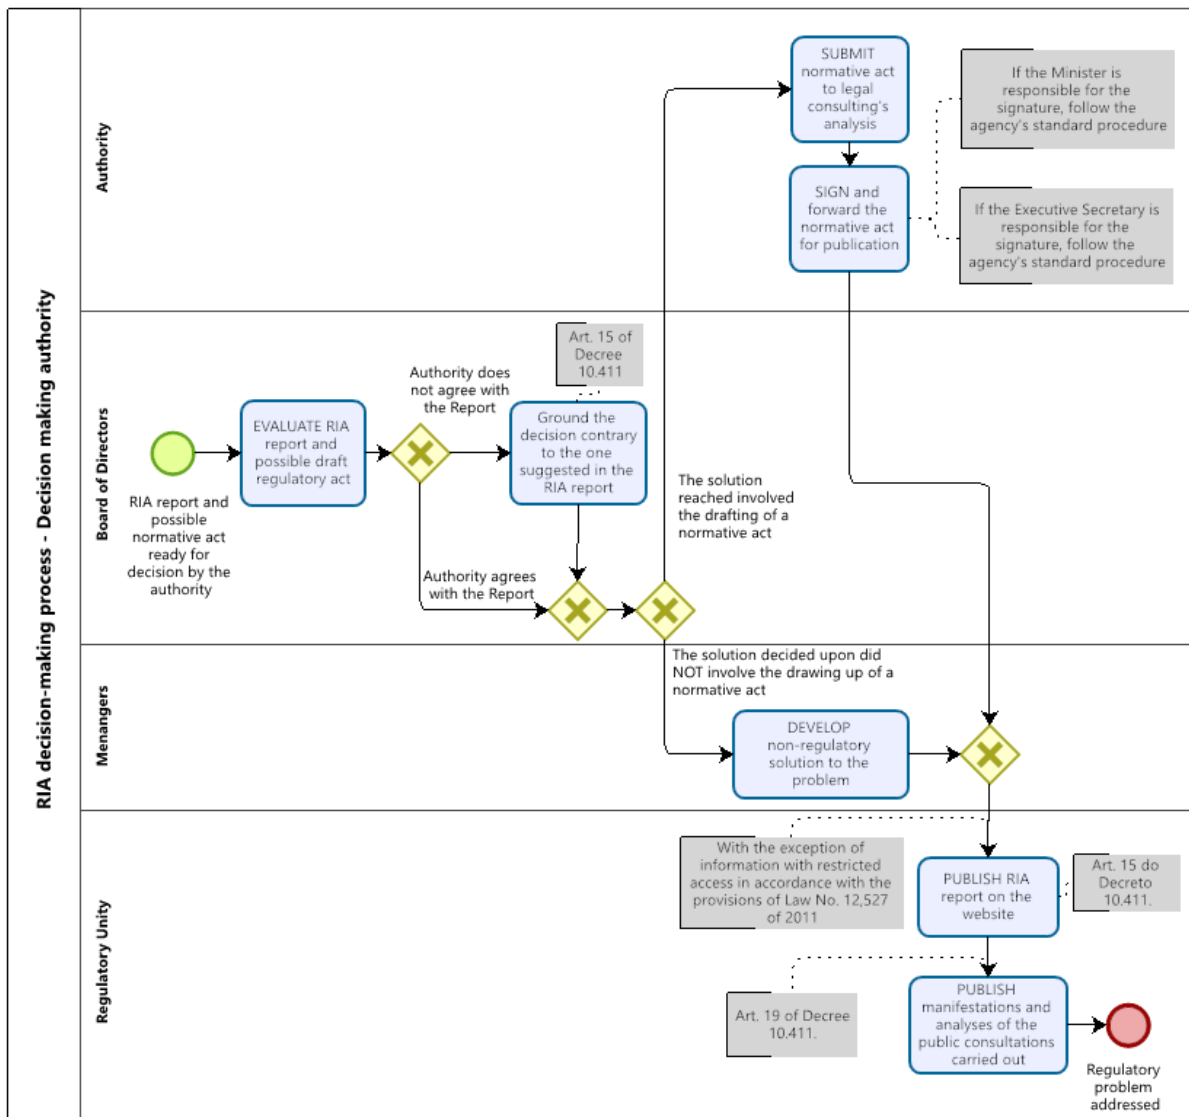 RIA decision-making process - Decision making authority
Authority
SUBMIT
normative act
to legal
consulting's
analysis
If the Minister is
responsible for the
signature, follow the
agency's standard procedure
SIGN and
forward the
normative act
for publication
If the Executive Secretary is
responsible for the
signature, follow the
agency's standard procedure
Board of Directors
RIA report and
possible
normative act
ready for
decision by the
authority
EVALUATE RIA
report and
possible draft
regulatory act
Authority does
not agree with
the Report
Art. 15 of
Decree
10.411
Ground the
decision contrary
to the one
suggested in the
RIA report
Authority agrees
with the Report
The solution
reached involved
the drafting of a
normative act
Menangers
The solution decided upon did
NOT involve the drawing up of a
normative act
DEVELOP
non-regulatory
solution to the
problem
Regulatory Unity
With the exception of
information with restricted
access in accordance with the
provisions of Law No. 12,527
of 2011
PUBLISH RIA
report on the
website
Art. 15 do
Decreto
10.411.
Art. 19 of Decree
10.411.
PUBLISH
manifestations and
analyses of the
public consultations
carried out
Regulatory
problem
addressed